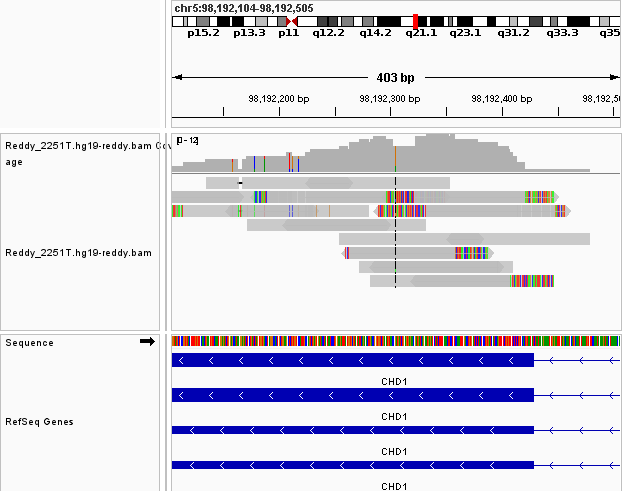 chr5:98,192,104-98,192,505
p15.2 p13.3 p11 q12.2 q14.2 q21.1 q23.1 q31.2 q33.3 q35
403 bp
98,192,200 bp 98,192,300 bp 98,192,400 bp 98,192,50
Reddy_2251T.hg19-reddy.bam Cov
age
[0 - 12]
Reddy_2251T.hg19-reddy.bam
Sequence
CHD1
CHD1
RefSeq Genes
CHD1
CHD1